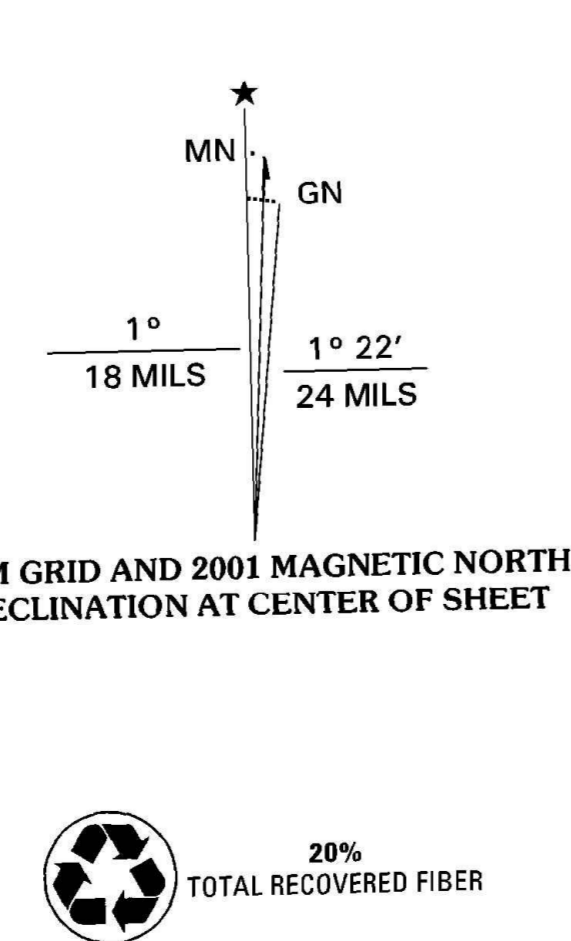 ★
MN
GN
1°
18 MILS
1° 22′
24 MILS
M GRID AND 2001 MAGNETIC NORTH
ECLINATION AT CENTER OF SHEET
20%
TOTAL RECOVERED FIBER